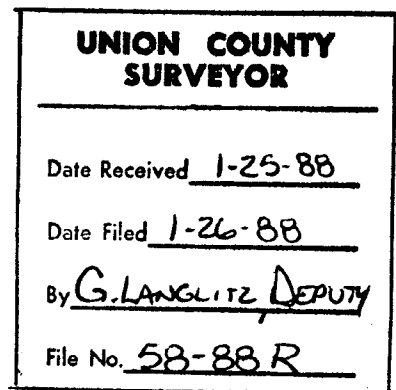 UNION COUNTY
SURVEYOR
Date Received 1-25-88
Date Filed 1-26-88
By G. LANGLITZ, DEPUTY
File No. 58-88 R